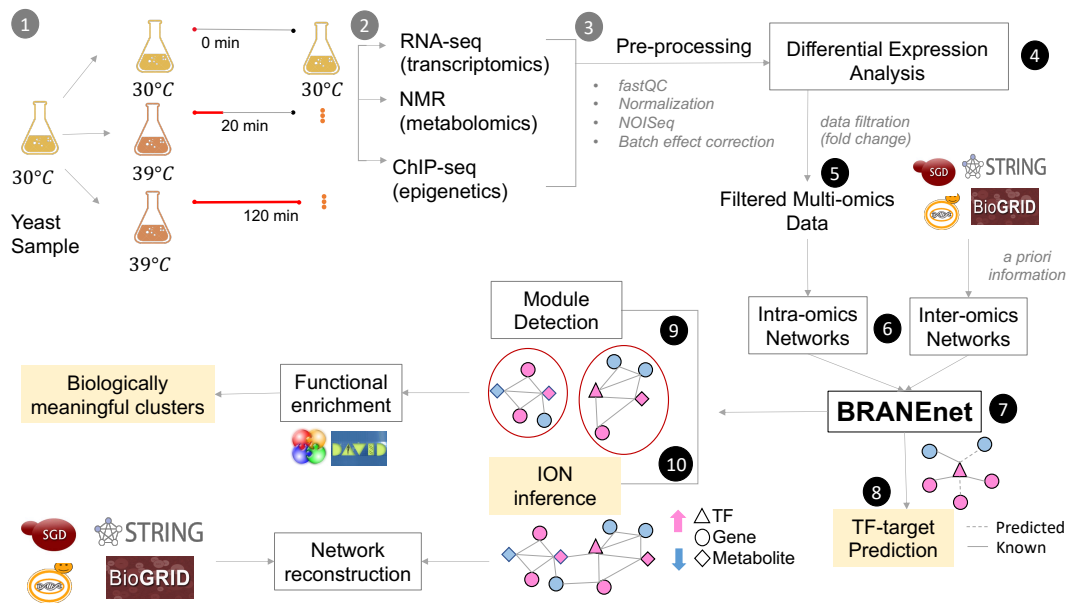 1
30°C
Yeast
Sample
30°C
0 min
30°C
39°C
20 min
39°C
120 min
2
RNA-seq
(transcriptomics)
NMR
(metabolomics)
ChIP-seq
(epigenetics)
3
Pre-processing
• fastQC
• Normalization
• NOISeq
• Batch effect correction
Differential Expression
Analysis
4
data filtration
(fold change)
5
Filtered Multi-omics
Data
SGD
STRING
BioGRID
a priori
information
Intra-omics
Networks
6
Inter-omics
Networks
BRANEnet
7
8
TF-target
Prediction
Predicted
Known
Module
Detection
9
10
ION
inference
TF
Gene
Metabolite
Functional
enrichment
DAVID
Biologically
meaningful clusters
Network
reconstruction
SGD
STRING
BioGRID